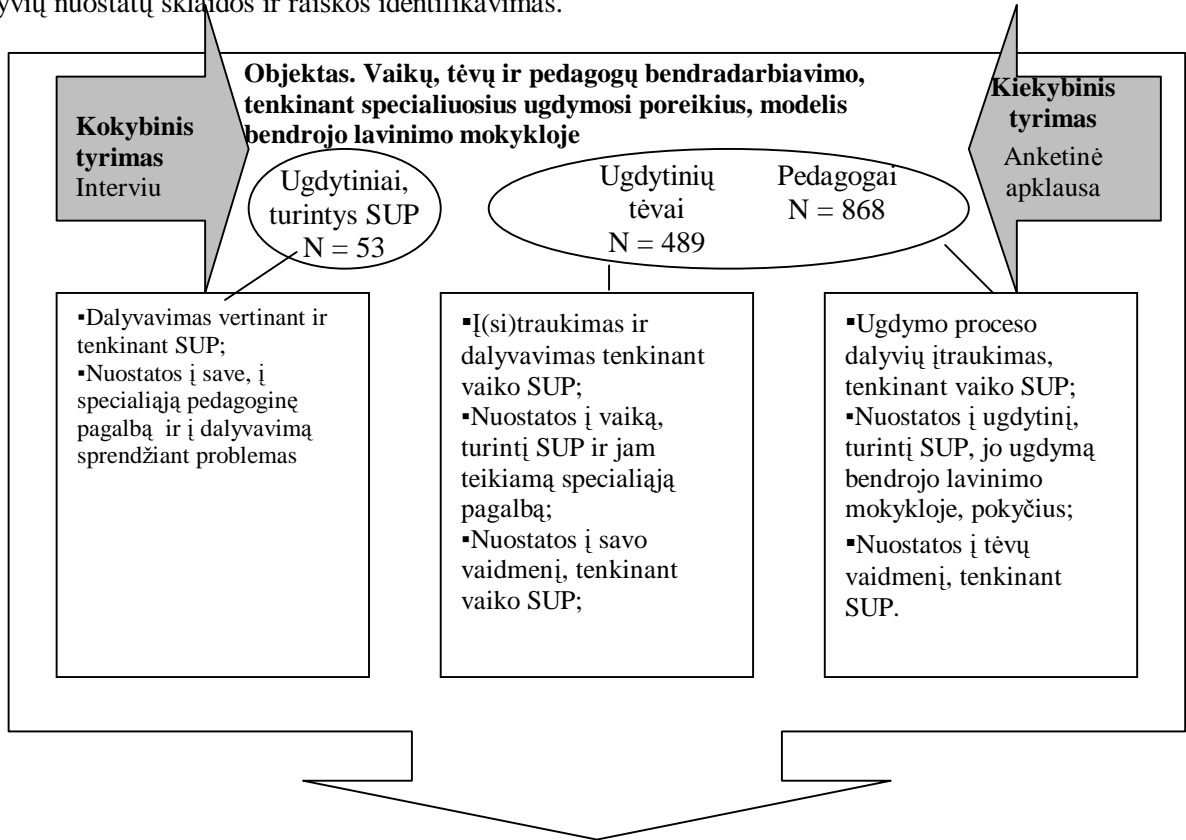 yvių nuostatų sklaidos ir raiškos identifikavimas.
Objektas. Vaikų, tėvų ir pedagogų bendradarbiavimo,
tenkinant specialiuosius ugdymosi poreikius, modelis
bendrojo lavinimo mokykloje
Kokybinis
tyrimas
Interviu
Kiekybinis
tyrimas
Anketinė
apklausa
Ugdytiniai,
turintys SUP
N = 53
Ugdytinių
tėvai
N = 489
Pedagogai
N = 868
▪Dalyvavimas vertinant ir
tenkinant SUP;
▪Nuostatos į save, į
specialiąją pedagoginę
pagalbą ir į dalyvavimą
sprendžiant problemas
▪Į(si)traukimas ir
dalyvavimas tenkinant
vaiko SUP;
▪Nuostatos į vaiką,
turintį SUP ir jam
teikiamą specialiąją
pagalbą;
▪Nuostatos į savo
vaidmenį, tenkinant
vaiko SUP;
▪Ugdymo proceso
dalyvių įtraukimas,
tenkinant vaiko SUP;
▪Nuostatos į ugdytinį,
turintį SUP, jo ugdymą
bendrojo lavinimo
mokykloje, pokyčius;
▪Nuostatos į tėvų
vaidmenį, tenkinant
SUP.